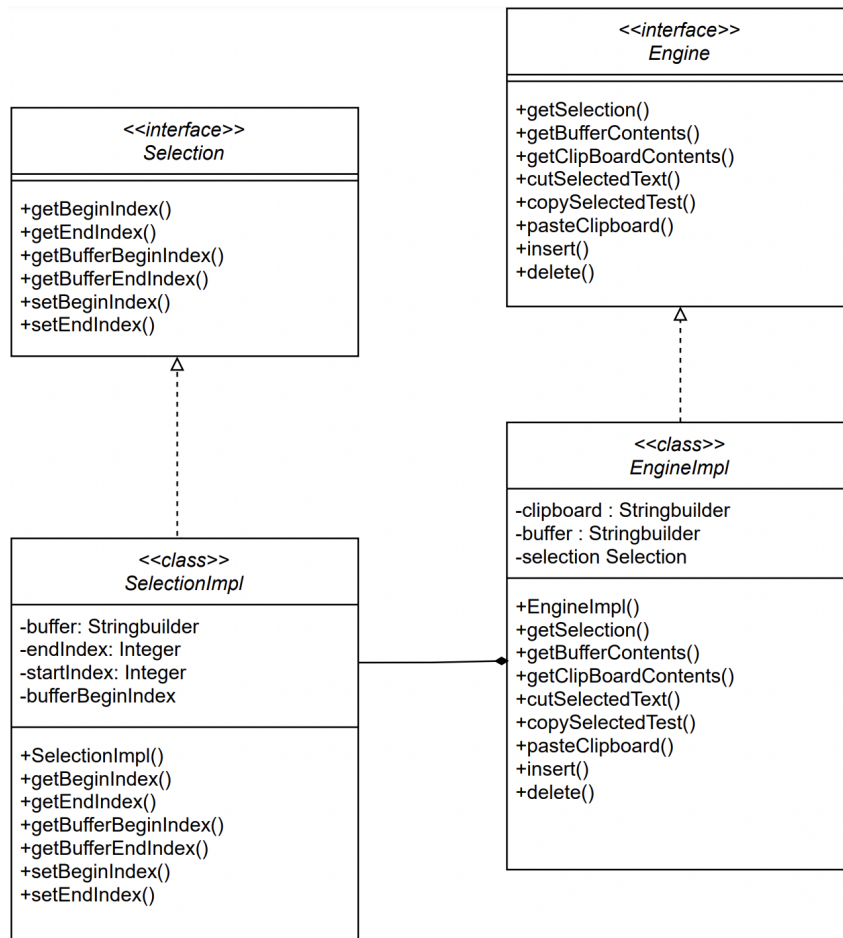 <<interface>>
Engine
+getSelection()
+getBufferContents()
+getClipBoardContents()
+cutSelectedText()
+copySelectedTest()
+pasteClipboard()
+insert()
+delete()
<<interface>>
Selection
+getBeginIndex()
+getEndIndex()
+getBufferBeginIndex()
+getBufferEndIndex()
+setBeginIndex()
+setEndIndex()
<<class>>
EngineImpl
-clipboard : Stringbuilder
-buffer : Stringbuilder
-selection Selection
+EngineImpl()
+getSelection()
+getBufferContents()
+getClipBoardContents()
+cutSelectedText()
+copySelectedTest()
+pasteClipboard()
+insert()
+delete()
<<class>>
SelectionImpl
-buffer: Stringbuilder
-endIndex: Integer
-startIndex: Integer
-bufferBeginIndex
+SelectionImpl()
+getBeginIndex()
+getEndIndex()
+getBufferBeginIndex()
+getBufferEndIndex()
+setBeginIndex()
+setEndIndex()